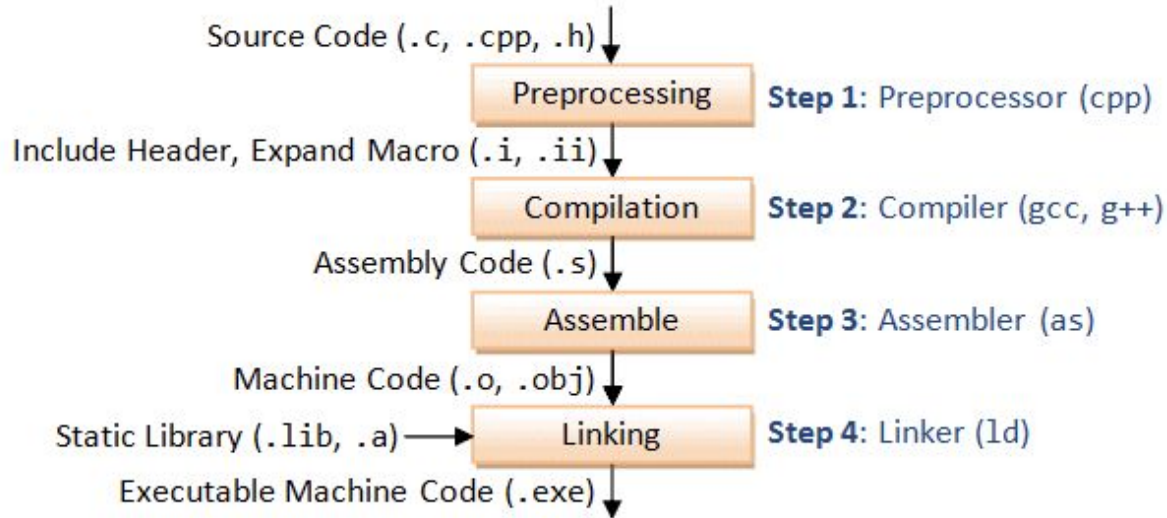 Source Code (.c, .cpp, .h)
Preprocessing
Step 1: Preprocessor (cpp)
Include Header, Expand Macro (.i, .ii)
Compilation
Step 2: Compiler (gcc, g++)
Assembly Code (.s)
Assemble
Step 3: Assembler (as)
Machine Code (.o, .obj)
Static Library (.lib, .a)
Linking
Step 4: Linker (ld)
Executable Machine Code (.exe)